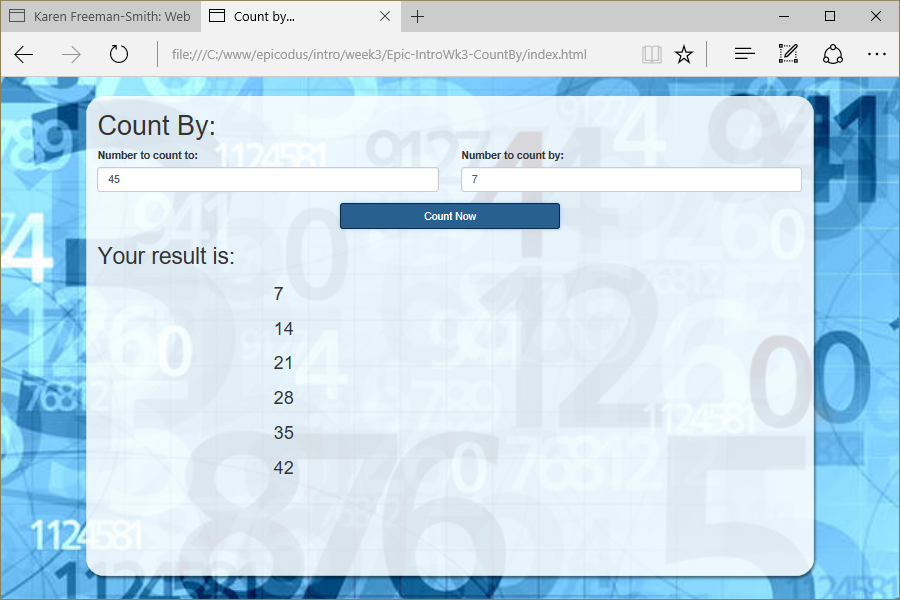 Karen Freeman-Smith: Web
Count by...
file:///C:/www/epicodus/intro/week3/Epic-IntroWk3-CountBy/index.html
Count By:
Number to count to: Number to count by:
45 7
Count Now
Your result is:
7
14
21
28
35
42
1124581
76812